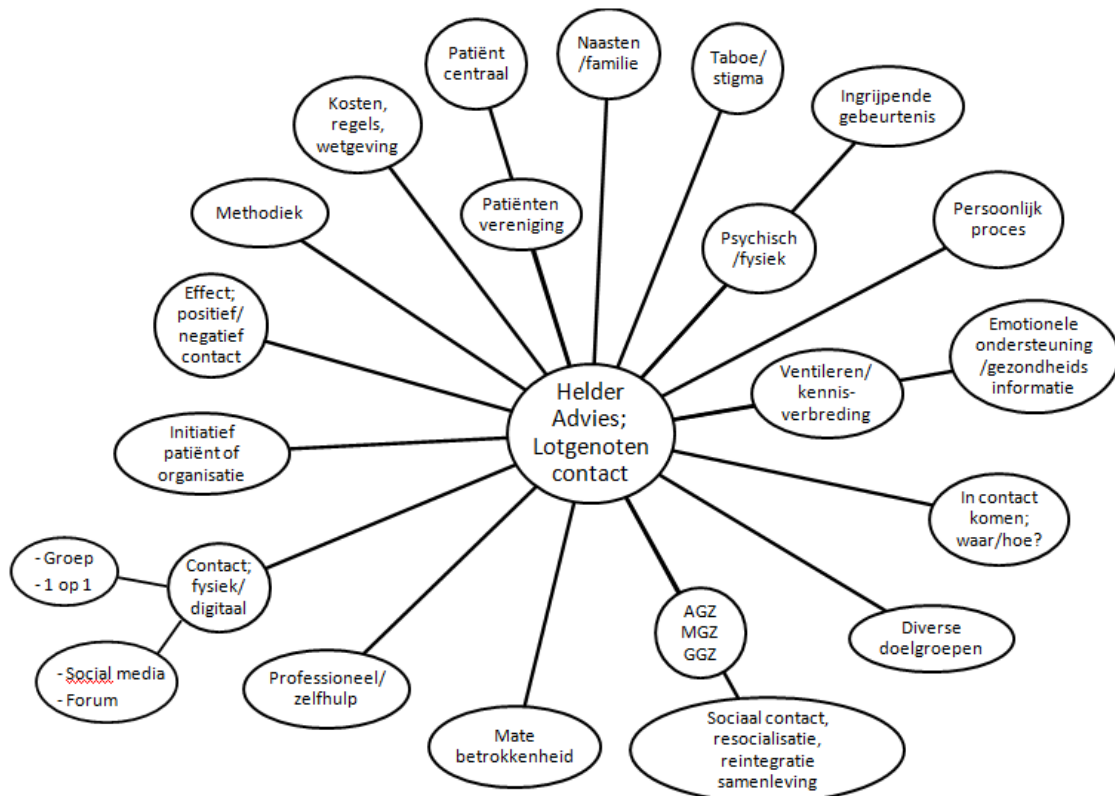 Patiënt
centraal
Naasten
/familie
Taboe/
stigma
Ingrijpende
gebeurtenis
Kosten,
regels,
wetgeving
Methodiek
Patiënten
vereniging
Psychisch
/fysiek
Persoonlijk
proces
Effect;
positief/
negatief
contact
Helder
Advies;
Lotgenoten
contact
Ventileren/
kennis-
verbreding
Emotionele
ondersteuning
/gezondheids
informatie
Initiatief
patiënt of
organisatie
In contact
komen;
waar/hoe?
- Groep
- 1 op 1
Contact;
fysiek/
digitaal
- Social media
- Forum
Professioneel/
zelfhulp
Mate
betrokkenheid
AGZ
MGZ
GGZ
Diverse
doelgroepen
Sociaal contact,
resocialisatie,
reintegratie
samenleving